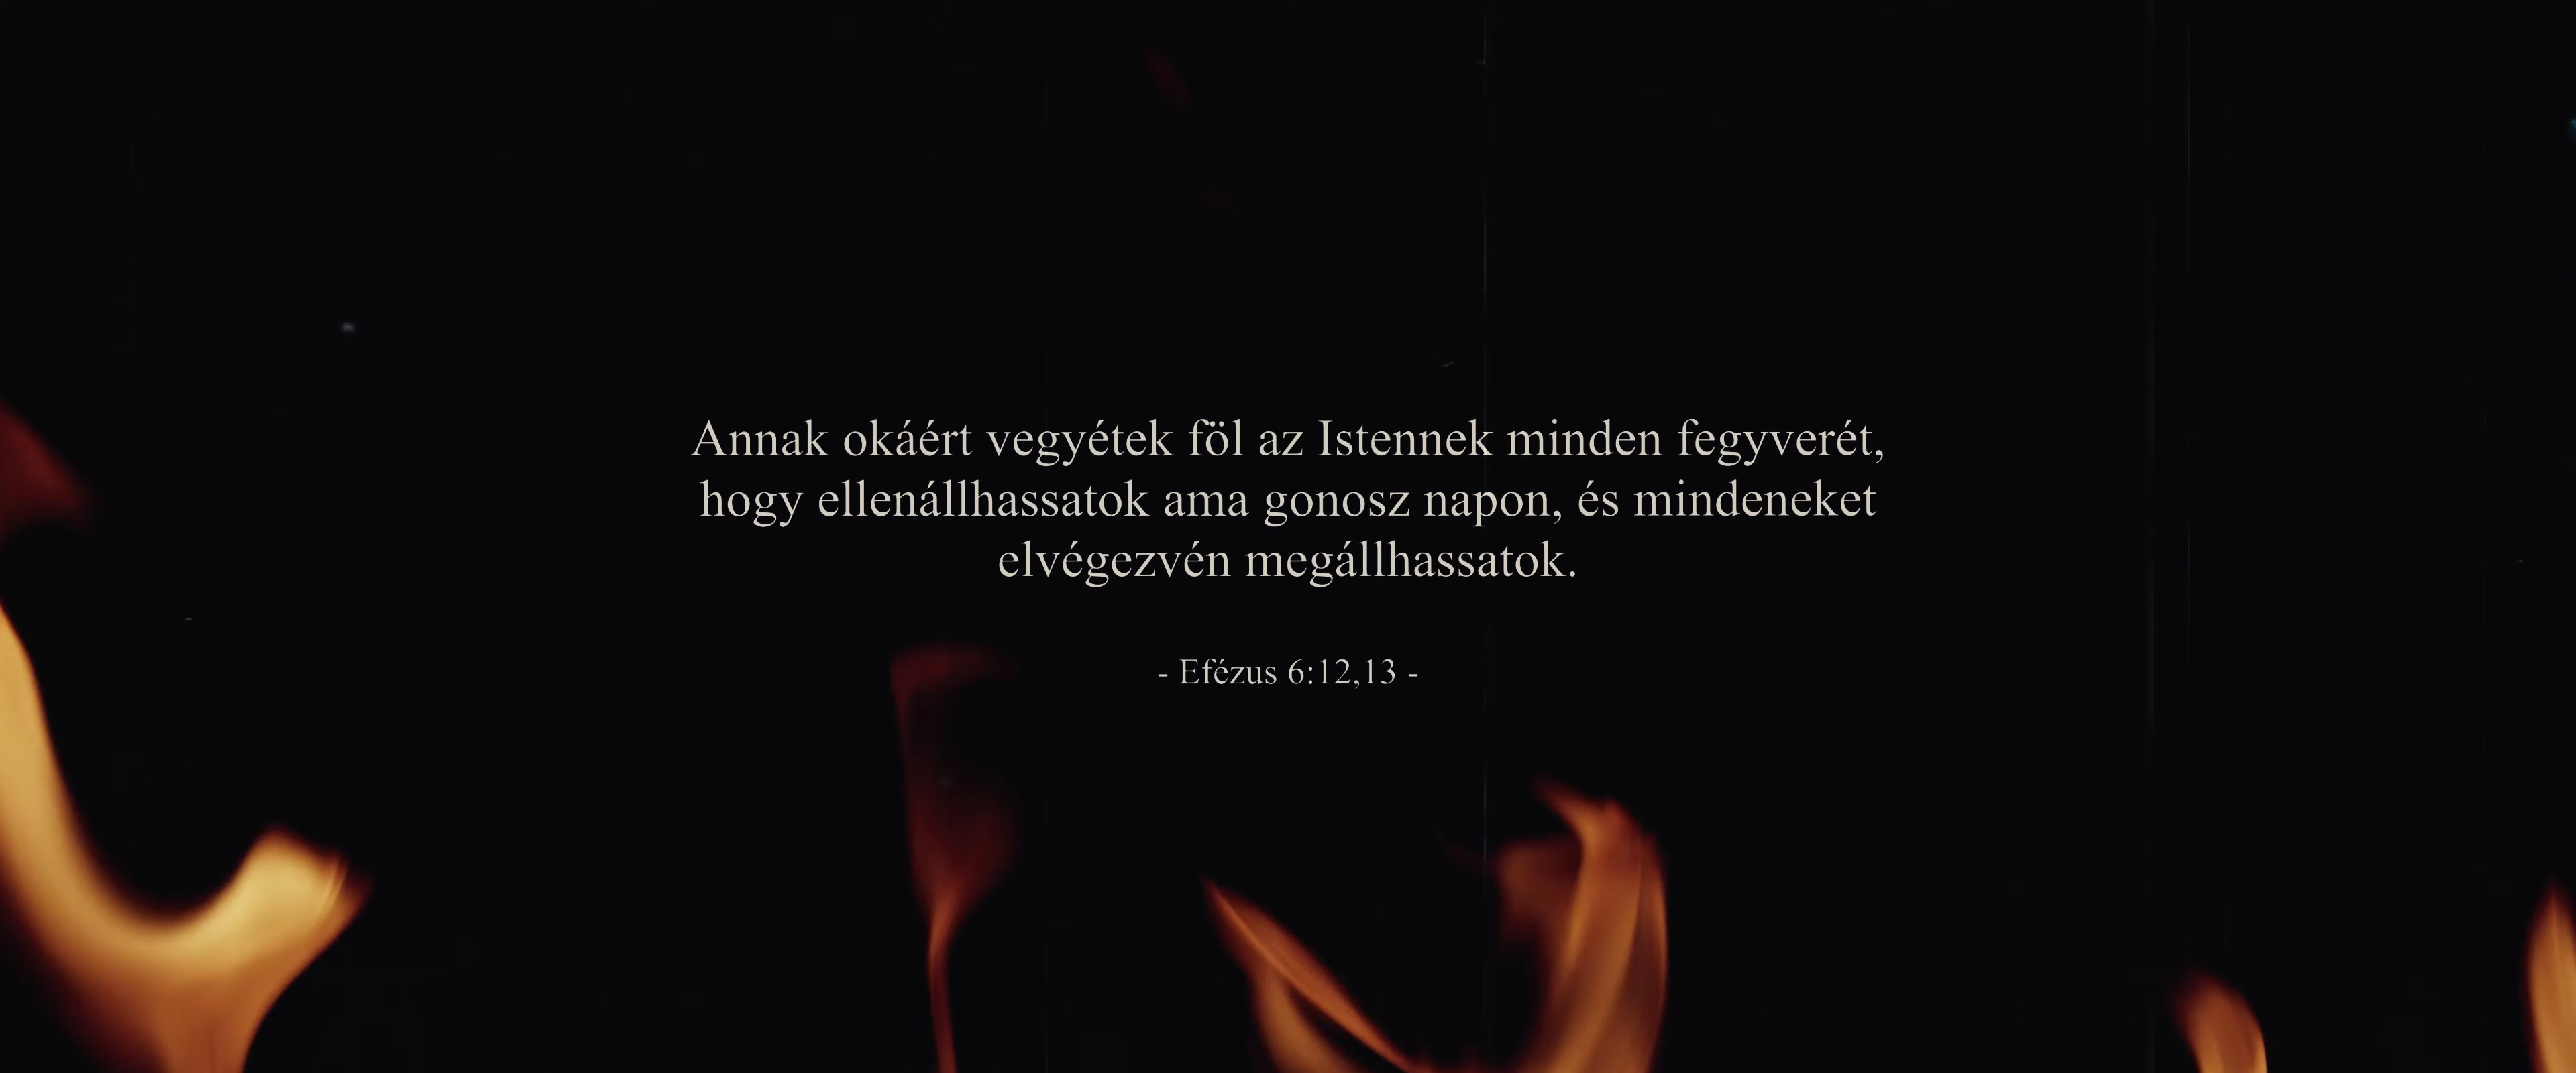 Annak okáért vegyétek föl az Istennek minden fegyverét,
hogy ellenállhassatok ama gonosz napon, és mindeneket
elvégezvén megállhassatok.
- Efézus 6:12,13 -